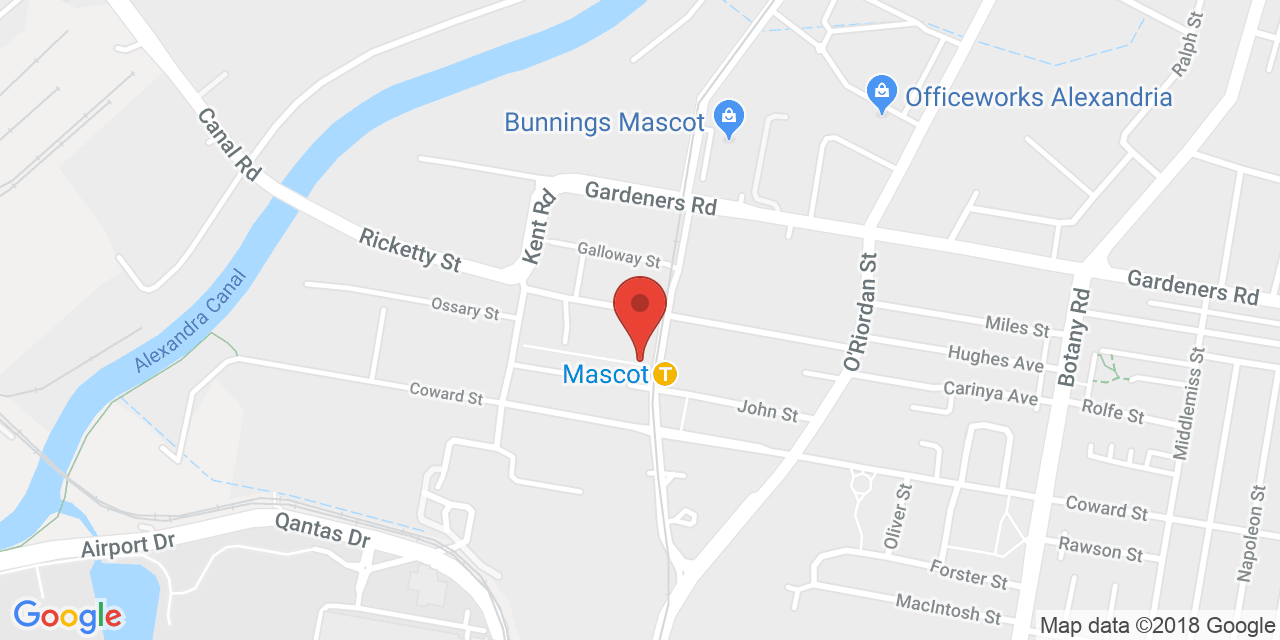 Ralph St
Officeworks Alexandria
Bunnings Mascot
Canal Rd
Gardeners Rd
Kent Rd
Ricketty St
Galloway St
O'Riordan St
Gardeners Rd
Alexandra Canal
Ossary St
Miles St
Botany Rd
Hughes Ave
Mascot
T
Carinya Ave
Coward St
John St
Rolfe St
Middlemiss St
Coward St
Oliver St
Napoleon St
Qantas Dr
Airport Dr
Rawson St
Forster St
MacIntosh St
Google
Map data ©2018 Google